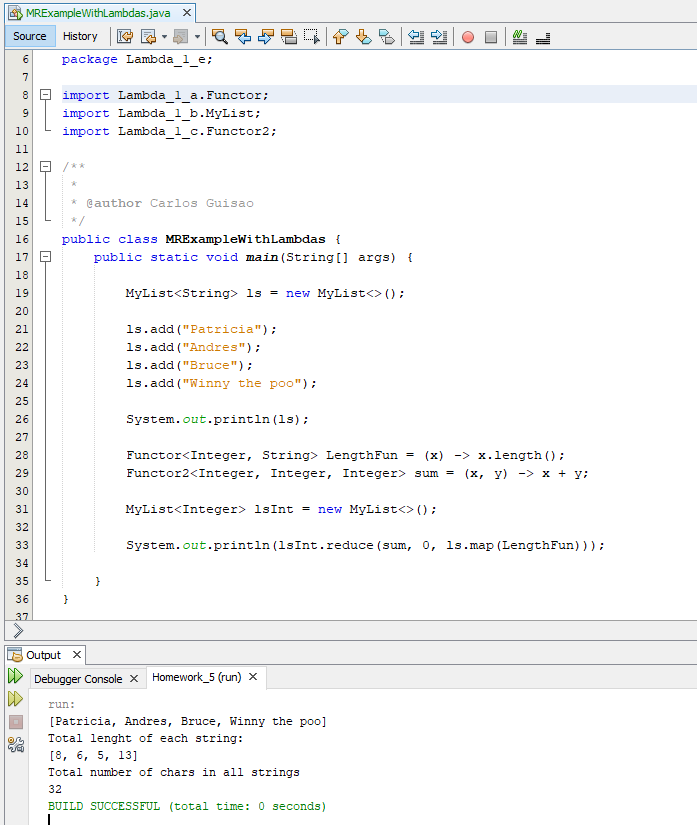 MRExampleWithLambdas.java
Source History
6 package Lambda_1_e;
7
8 import Lambda_1_a.Functor;
9 import Lambda_1_b.MyList;
10 import Lambda_1_c.Functor2;
11
12 /**
13 *
14 * @author Carlos Guisao
15 */
16 public class MRExampleWithLambdas {
17 public static void main(String[] args) {
18
19 MyList<String> ls = new MyList<>();
20
21 ls.add("Patricia");
22 ls.add("Andres");
23 ls.add("Bruce");
24 ls.add("Winny the poo");
25
26 System.out.println(ls);
27
28 Functor<Integer, String> LengthFun = (x) -> x.length();
29 Functor2<Integer, Integer, Integer> sum = (x, y) -> x + y;
30
31 MyList<Integer> lsInt = new MyList<>();
32
33 System.out.println(lsInt.reduce(sum, 0, ls.map(LengthFun)));
34
35 }
36 }
37
Output
Debugger Console Homework_5 (run)
run:
[Patricia, Andres, Bruce, Winny the poo]
Total lenght of each string:
[8, 6, 5, 13]
Total number of chars in all strings
32
BUILD SUCCESSFUL (total time: 0 seconds)